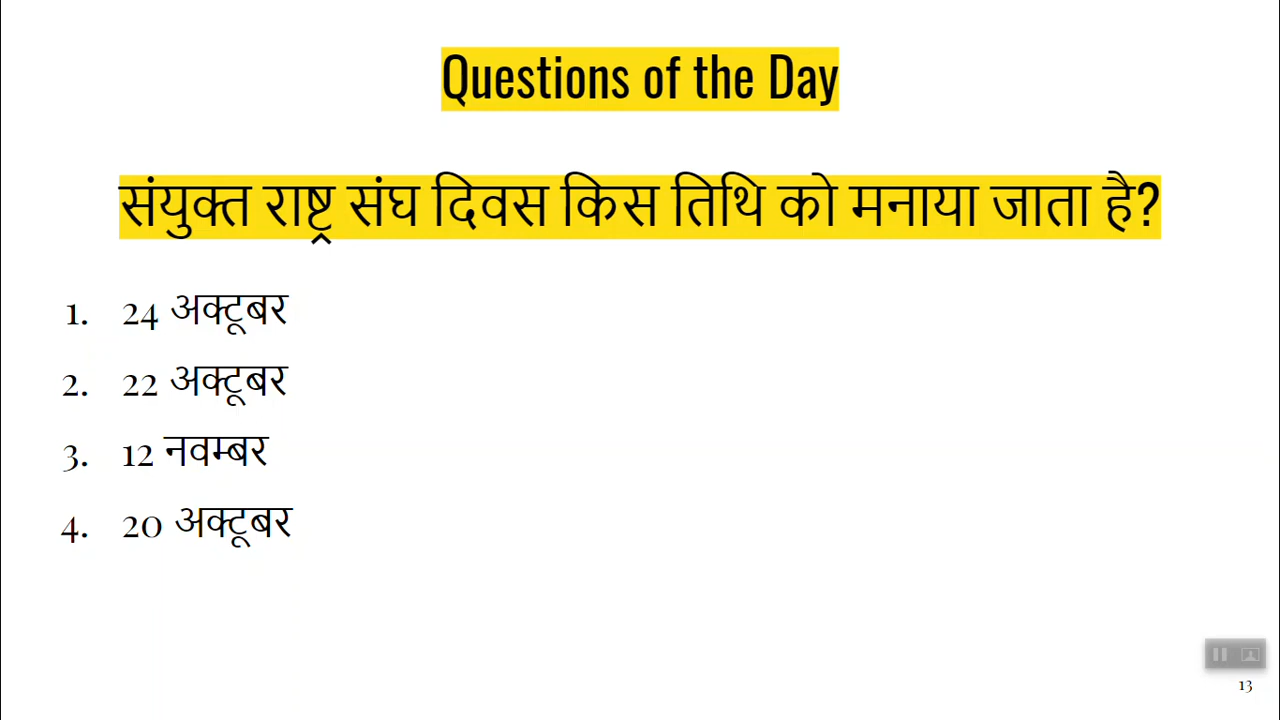 Questions of the Day
संयुक्त राष्ट्र संघ दिवस किस तिथि को मनाया जाता है?
1. 24 अक्टूबर
2. 22 अक्टूबर
3. 12 नवम्बर
4. 20 अक्टूबर
13